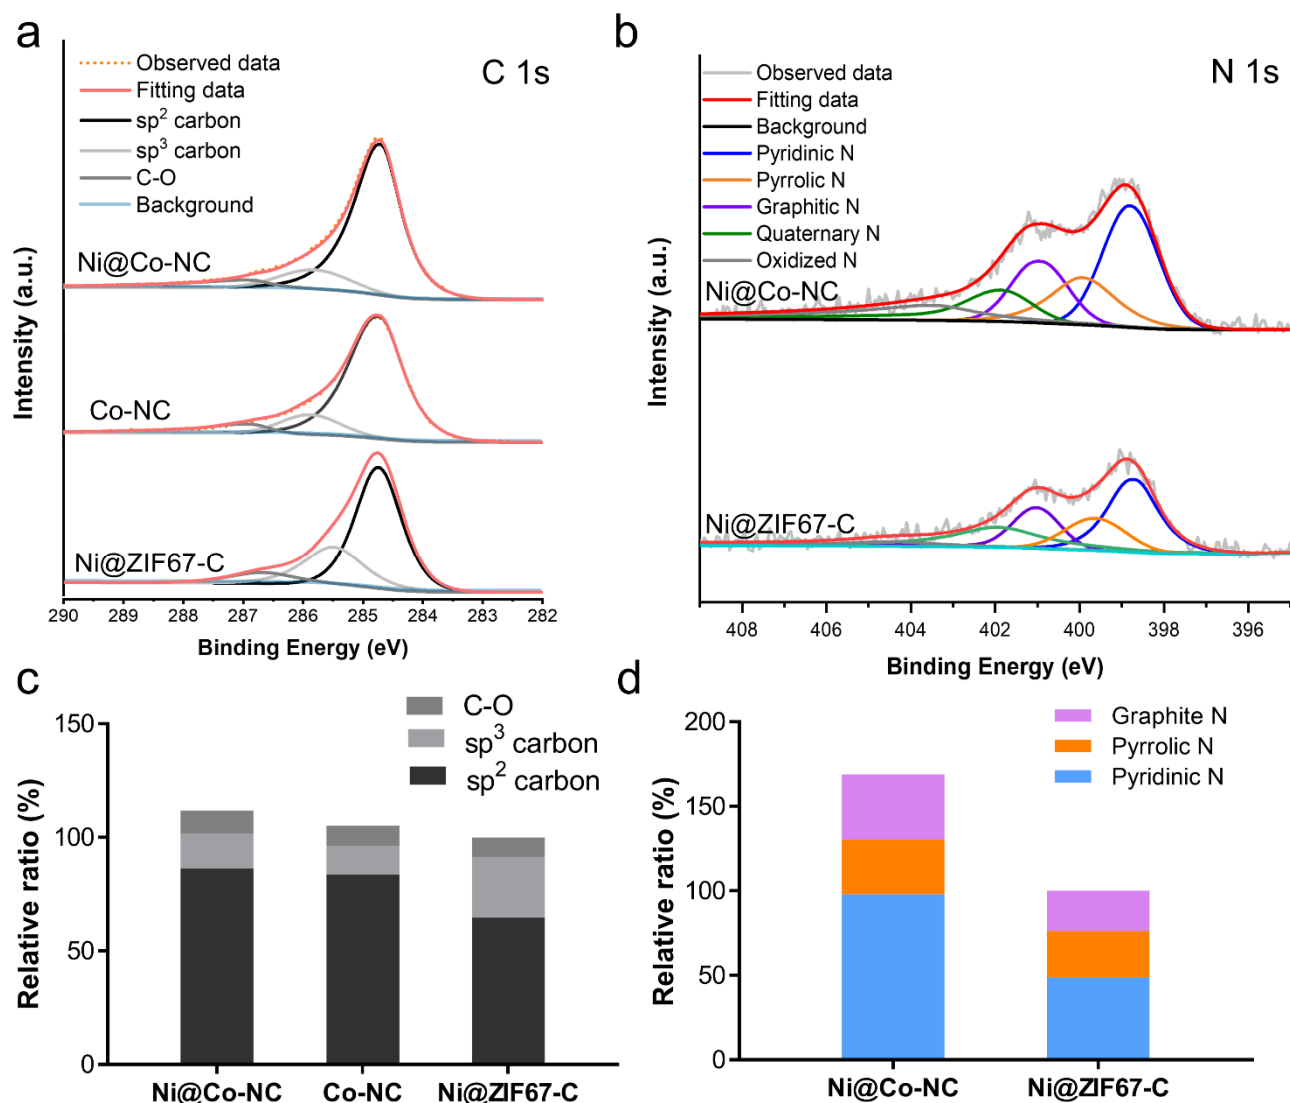 a
C 1s
Observed data
Fitting data
sp² carbon
sp³ carbon
C-O
Background
Ni@Co-NC
Co-NC
Ni@ZIF67-C
Intensity (a.u.)
290 289 288 287 286 285 284 283 282
Binding Energy (eV)
b
N 1s
Observed data
Fitting data
Background
Pyridinic N
Pyrrolic N
Graphitic N
Quaternary N
Oxidized N
Ni@Co-NC
Ni@ZIF67-C
Intensity (a.u.)
408 406 404 402 400 398 396
Binding Energy (eV)
c
C-O
sp³ carbon
sp² carbon
Relative ratio (%)
150
100
50
0
Ni@Co-NC Co-NC Ni@ZIF67-C
d
Graphite N
Pyrrolic N
Pyridinic N
Relative ratio (%)
200
150
100
50
0
Ni@Co-NC Ni@ZIF67-C